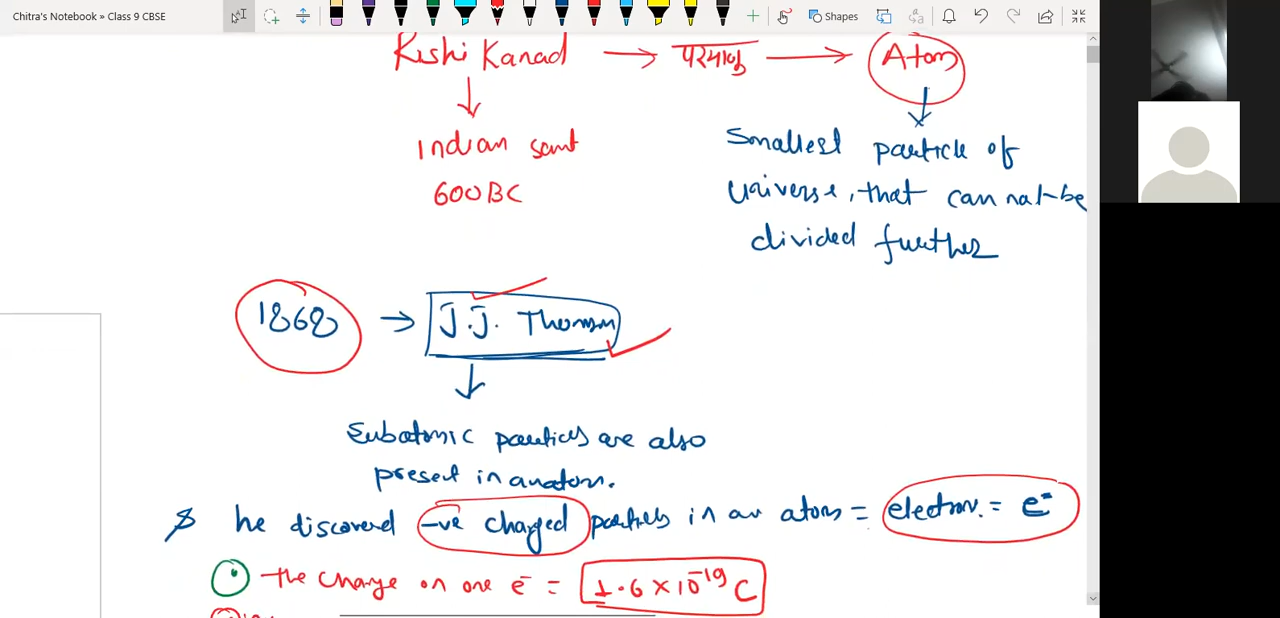 Chitra's Notebook » Class 9 CBSE
Shapes
Rishi Kanad → परमाणु → Atom
Indian saint
600BC
Smallest particle of
universe, that can not be
divided further
1868 → J.J. Thomson
Subatomic particles are also
present in an atom.
he discovered -ve charged particles in an atom = electron. = e⁻
the charge on one e⁻ = 1.6 × 10⁻¹⁹ C